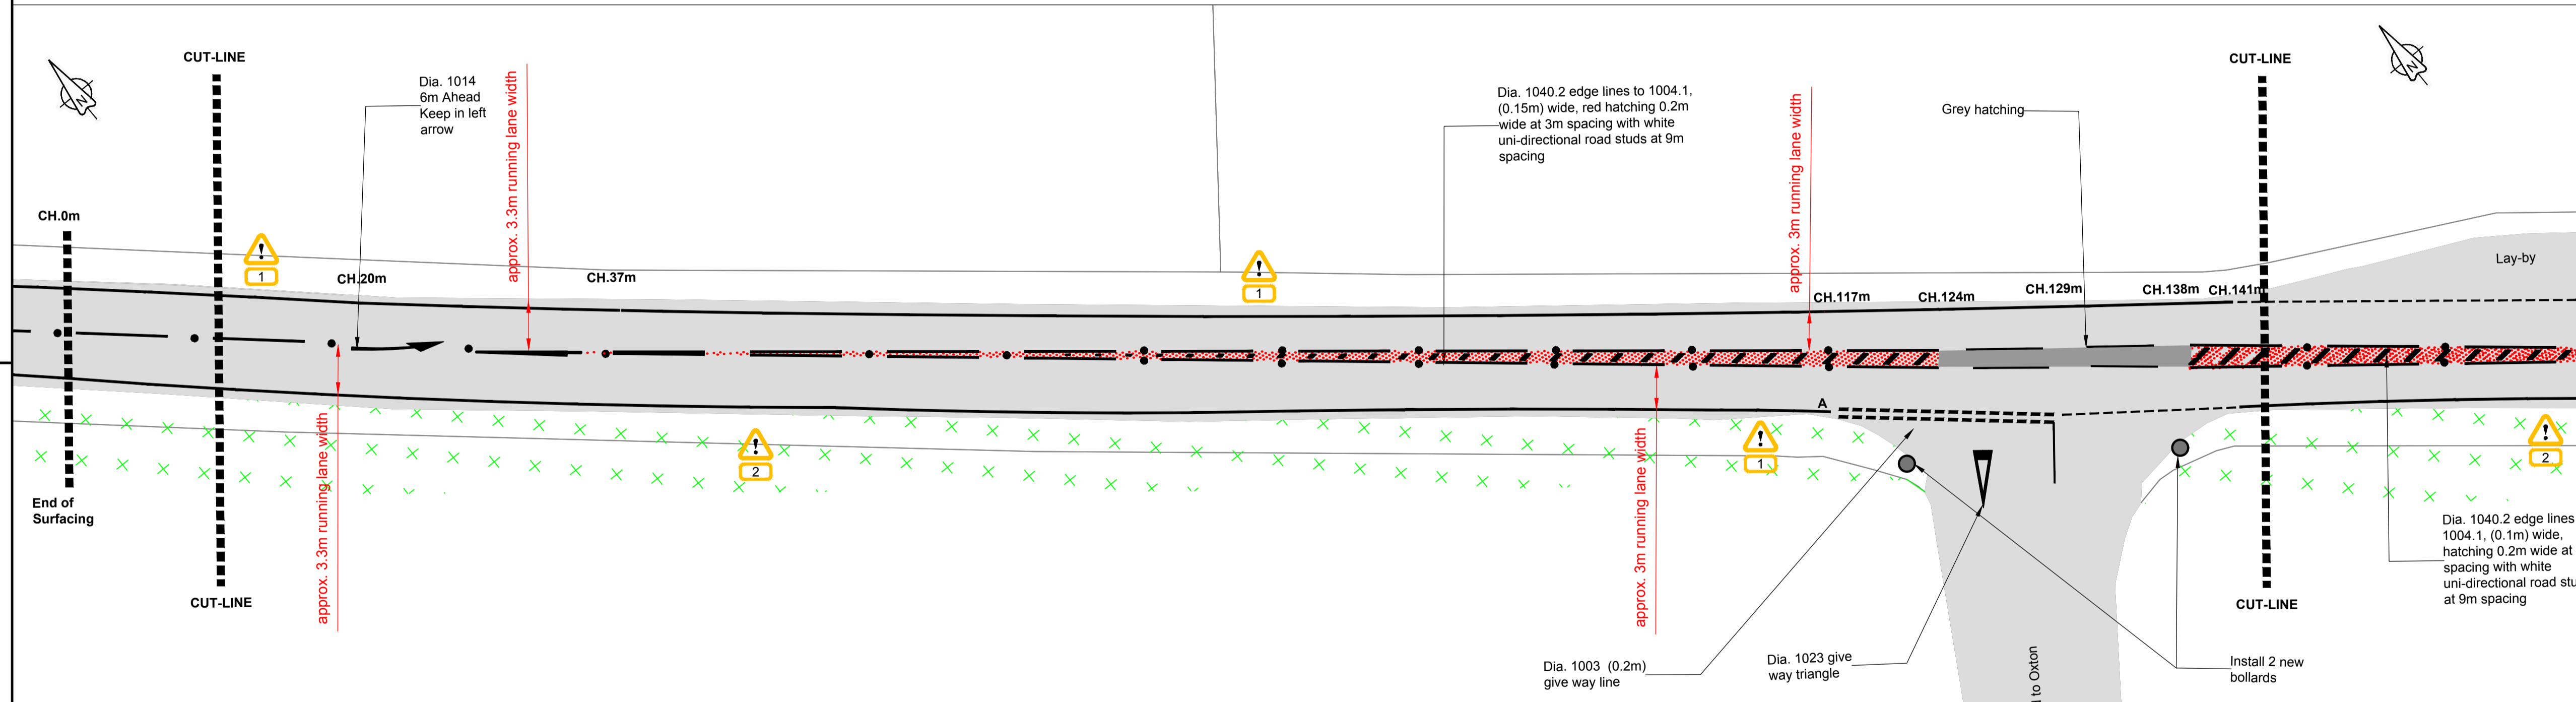 CUT-LINE
CUT-LINE
N
N
Dia. 1014
6m Ahead
Keep in left
arrow
approx. 3.3m running lane width
Dia. 1040.2 edge lines to 1004.1,
(0.15m) wide, red hatching 0.2m
wide at 3m spacing with white
uni-directional road studs at 9m
spacing
approx. 3m running lane width
Grey hatching
CH.0m
Lay-by
1
CH.20m
CH.37m
1
CH.117m
CH.124m
CH.129m
CH.138m
CH.141m
A
2
1
2
End of
Surfacing
approx. 3.3m running lane width
approx. 3m running lane width
Dia. 1040.2 edge lines
1004.1, (0.1m) wide,
hatching 0.2m wide at
spacing with white
uni-directional road stu
at 9m spacing
CUT-LINE
CUT-LINE
Dia. 1003 (0.2m)
give way line
Dia. 1023 give
way triangle
to Oxton
Install 2 new
bollards